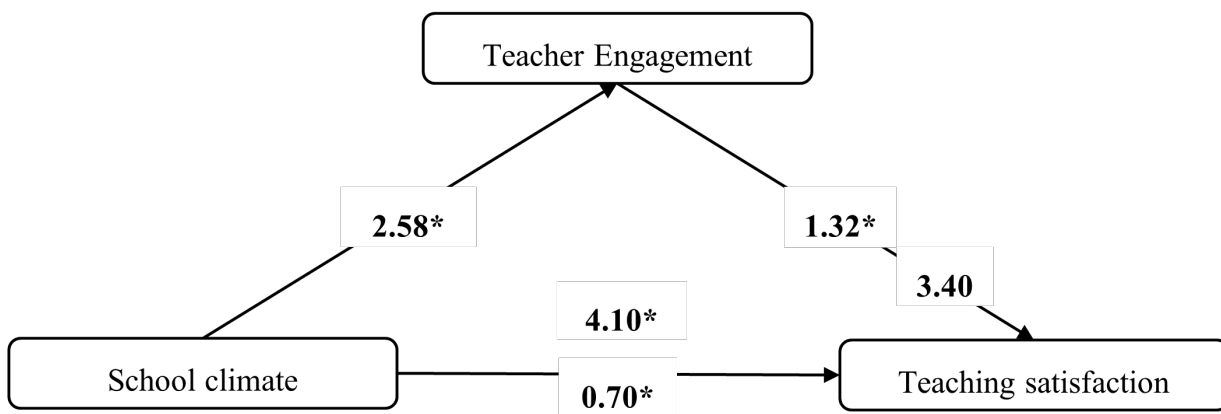 Teacher Engagement
2.58*
1.32*
3.40
4.10*
School climate
0.70*
Teaching satisfaction